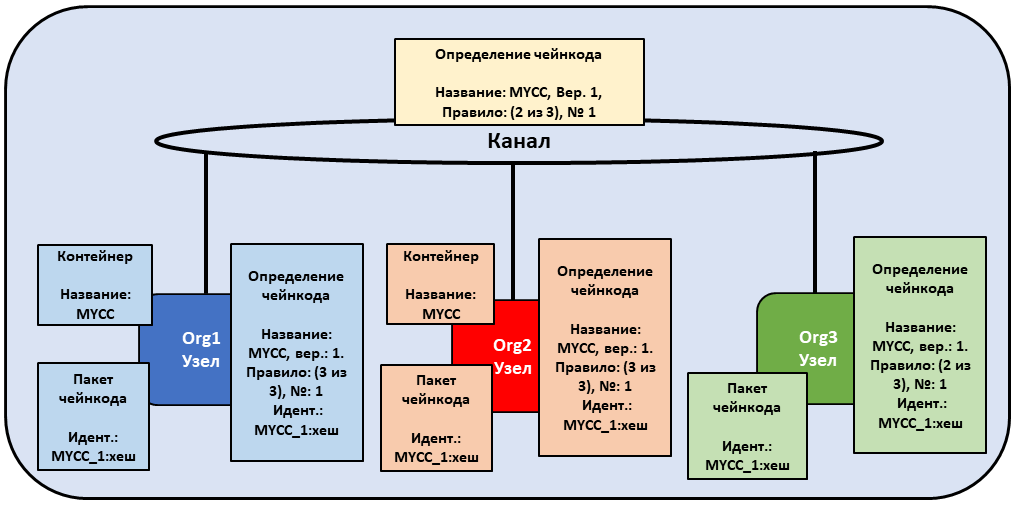 Определение чейнкода
Название: MYCC, Вер. 1,
Правило: (2 из 3), № 1
Канал
Контейнер
Название:
MYCC
Org1
Узел
Пакет
чейнкода
Идент.:
MYCC_1:хеш
Определение
чейнкода
Название:
MYCC, вер.: 1.
Правило: (3 из
3), №: 1
Идент.:
MYCC_1:хеш
Контейнер
Название:
MYCC
Org2
Узел
Пакет
чейнкода
Идент.:
MYCC_1:хеш
Определение
чейнкода
Название:
MYCC, вер.: 1.
Правило: (3 из
3), №: 1
Идент.:
MYCC_1:хеш
Org3
Узел
Пакет
чейнкода
Идент.:
MYCC_1:хеш
Определение
чейнкода
Название:
MYCC, вер.: 1.
Правило: (2 из
3), №: 1
Идент.:
MYCC_1:хеш